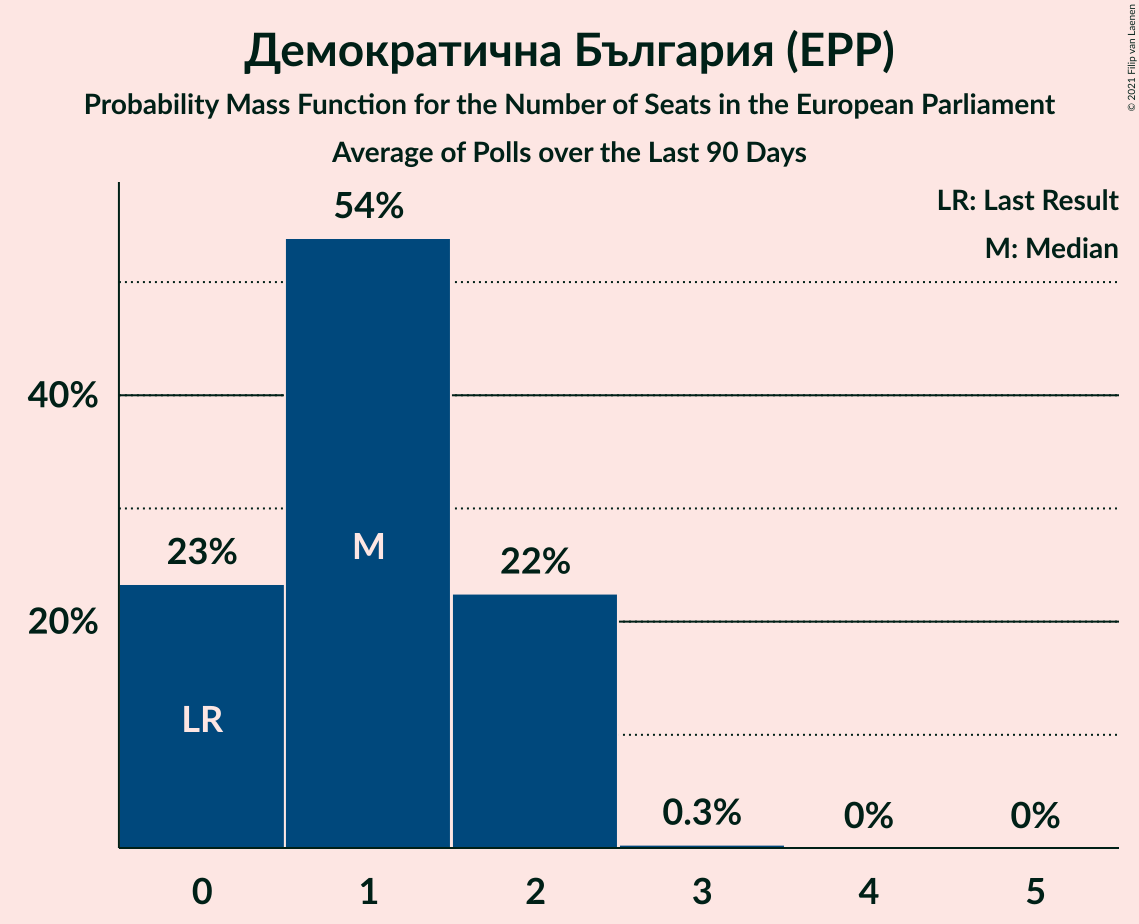 Демократична България (EPP)
Probability Mass Function for the Number of Seats in the European Parliament
Average of Polls over the Last 90 Days
© 2021 Filip van Laenen
LR: Last Result
M: Median
54%
40%
23%
M
22%
20%
LR
0.3%
0%
0%
0
1
2
3
4
5